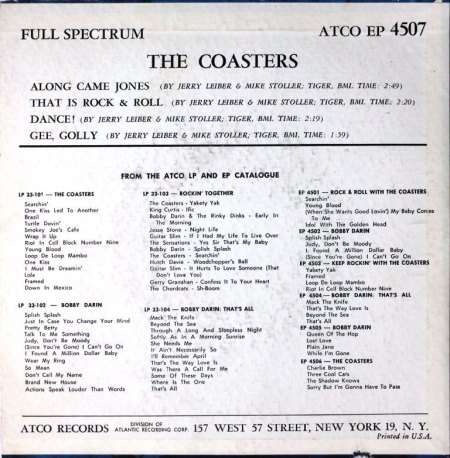 FULL SPECTRUM
ATCO EP 4507
THE COASTERS
ALONG CAME JONES (BY JERRY LEIBER & MIKE STOLLER; TIGER, BMI. TIME: 2:49)
THAT IS ROCK & ROLL (BY JERRY LEIBER & MIKE STOLLER; TIGER, BMI. TIME: 2:20)
DANCE! (BY JERRY LEIBER & MIKE STOLLER; TIGER, BMI. TIME: 2:19)
GEE, GOLLY (BY JERRY LEIBER & MIKE STOLLER; TIGER, BMI. TIME: 1:59)
FROM THE ATCO LP AND EP CATALOGUE
LP 33-101 — THE COASTERS
Searchin'
One Kiss Led To Another
Brazil
Turtle Dovin'
Smokey Joe's Cafe
Wrap It Up
Riot In Cell Block Number Nine
Young Blood
Loop De Loop Mambo
One Kiss
I Must Be Dreamin'
Lola
Framed
Down In Mexico
LP 33-102 — BOBBY DARIN
Splish Splash
Just In Case You Change Your Mind
Pretty Betty
Talk To Me Something
Judy, Don't Be Moody
(Since You're Gone) I Can't Go On
I Found A Million Dollar Baby
Wear My Ring
So Mean
Don't Call My Name
Brand New House
Actions Speak Louder Than Words
LP 33-103 — ROCKIN' TOGETHER
The Coasters - Yakety Yak
King Curtis - Ific
Bobby Darin & The Rinky Dinks - Early In
The Morning
Jesse Stone - Night Life
Guitar Slim - If I Had My Life To Live Over
The Sensations - Yes Sir That's My Baby
Bobby Darin - Splish Splash
The Coasters - Searchin'
Hutch Davie - Woodchopper's Ball
Guitar Slim - It Hurts To Love Someone (That
Don't Love You)
Gerry Granahan - Confess It To Your Heart
The Chordcats - Sh-Boom
LP 33-104 — BOBBY DARIN: THAT'S ALL
Mack The Knife
Beyond The Sea
Through A Long And Sleepless Night
Softly As In A Morning Sunrise
She Needs Me
It Ain't Necessarily So
I'll Remember April
That's The Way Love Is
Was There A Call For Me
Some Of These Days
Where Is The One
That's All
EP 4501 — ROCK & ROLL WITH THE COASTERS
Searchin'
Young Blood
(When She Wants Good Lovin') My Baby Comes
To Me
Idol With The Golden Head
EP 4502 — BOBBY DARIN
Splish Splash
Judy, Don't Be Moody
I Found A Million Dollar Baby
(Since You're Gone) I Can't Go On
EP 4503 — KEEP ROCKIN' WITH THE COASTERS
Yakety Yak
Framed
Loop De Loop Mambo
Riot In Cell Block Number Nine
EP 4504 — BOBBY DARIN: THAT'S ALL
Mack The Knife
That's The Way Love Is
Beyond The Sea
That's All
EP 4505 — BOBBY DARIN
Queen Of The Hop
Lost Love
Plain Jane
While I'm Gone
EP 4506 — THE COASTERS
Charlie Brown
Three Cool Cats
The Shadow Knows
Sorry But I'm Gonna Have To Pass
ATCO RECORDS DIVISION OF ATLANTIC RECORDING CORP. 157 WEST 57 STREET, NEW YORK 19, N. Y.
Printed in U.S.A.